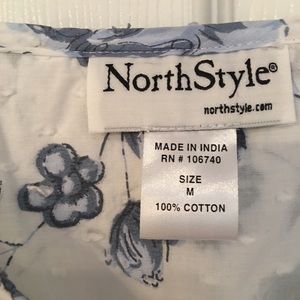 NorthStyle®
northstyle.com
MADE IN INDIA
RN # 106740
SIZE
M
100% COTTON